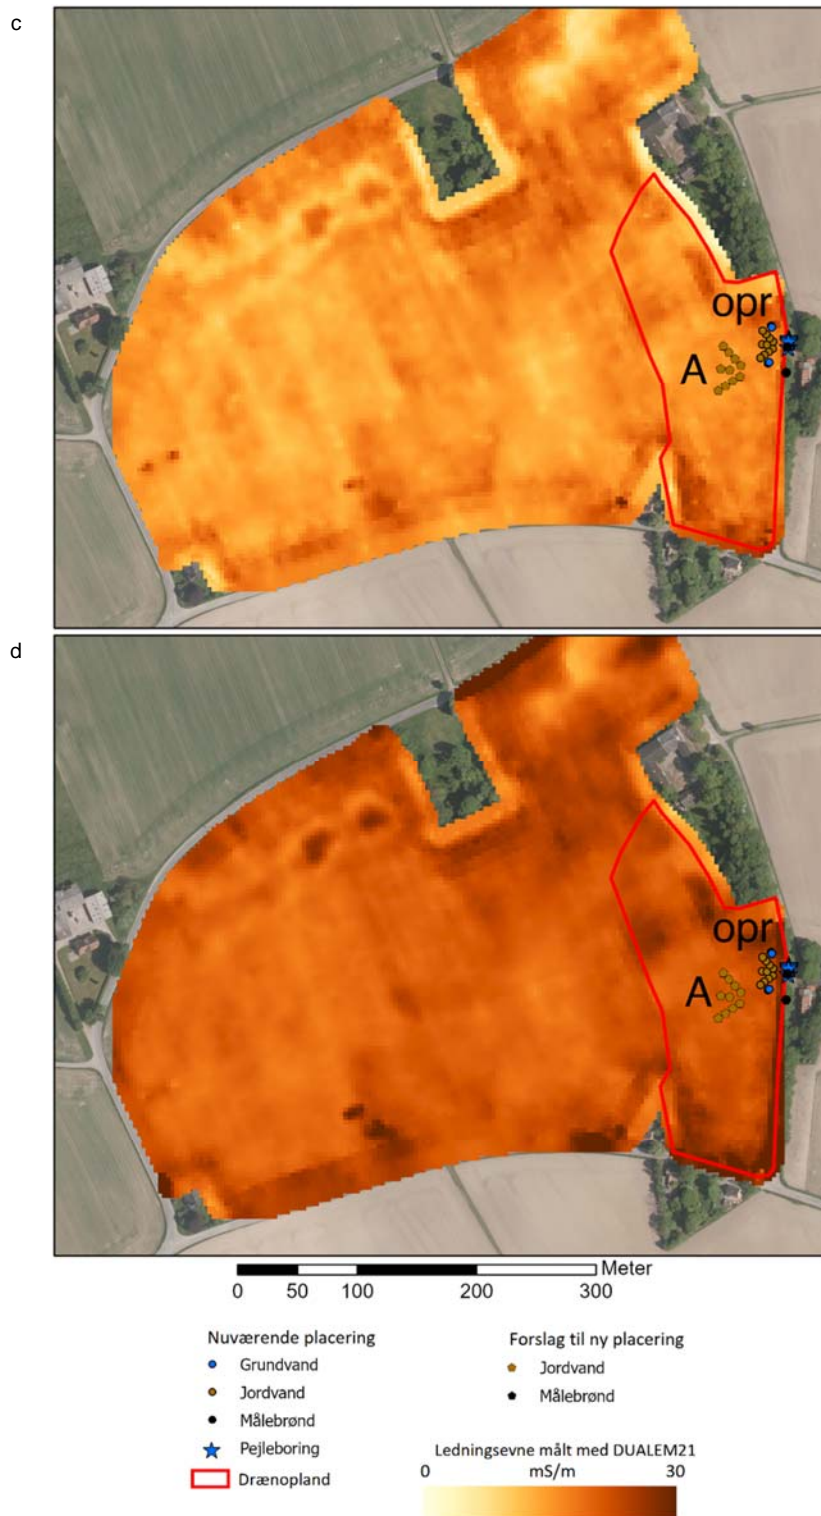 c
opr
A
d
opr
A
Meter
0 50 100 200 300
Nuværende placering
Grundvand
Jordvand
Målebrønd
Pejleboring
Drænopland
Forslag til ny placering
Jordvand
Målebrønd
Ledningsevne målt med DUALEM21
0 mS/m 30